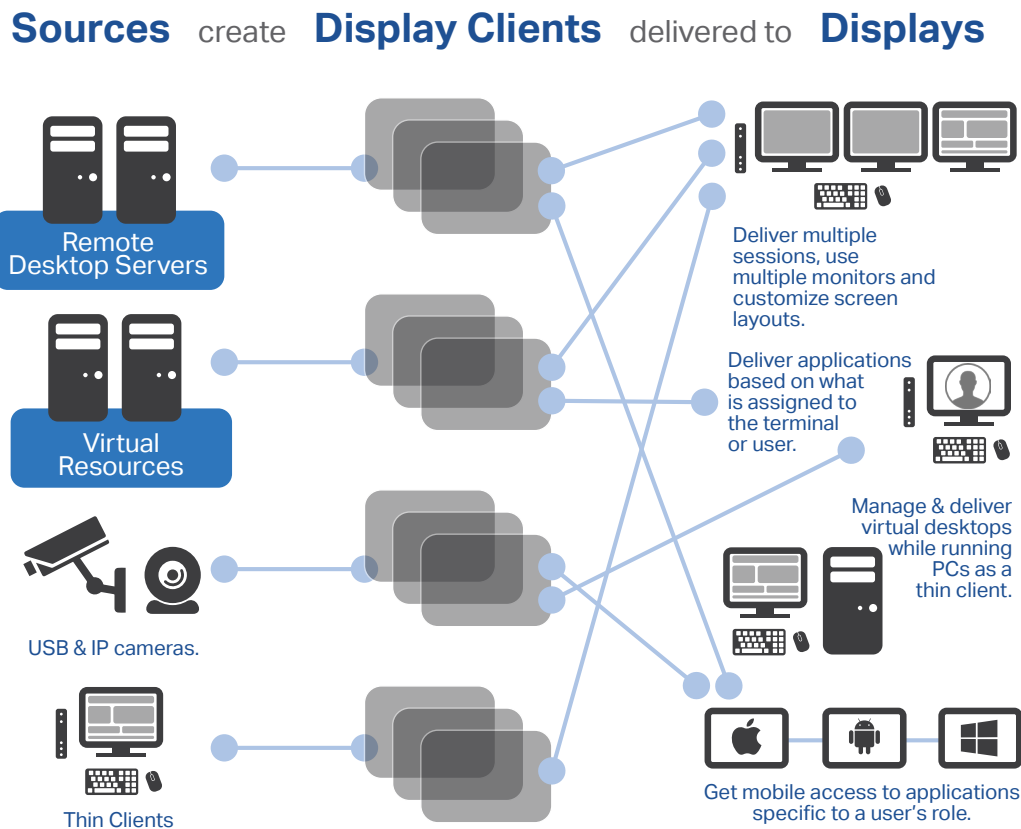 Sources create Display Clients delivered to Displays
Remote
Desktop Servers
Virtual
Resources
USB & IP cameras.
Thin Clients
Deliver multiple
sessions, use
multiple monitors and
customize screen
layouts.
Deliver applications
based on what
is assigned to
the terminal
or user.
Manage & deliver
virtual desktops
while running
PCs as a
thin client.
Get mobile access to applications
specific to a user's role.